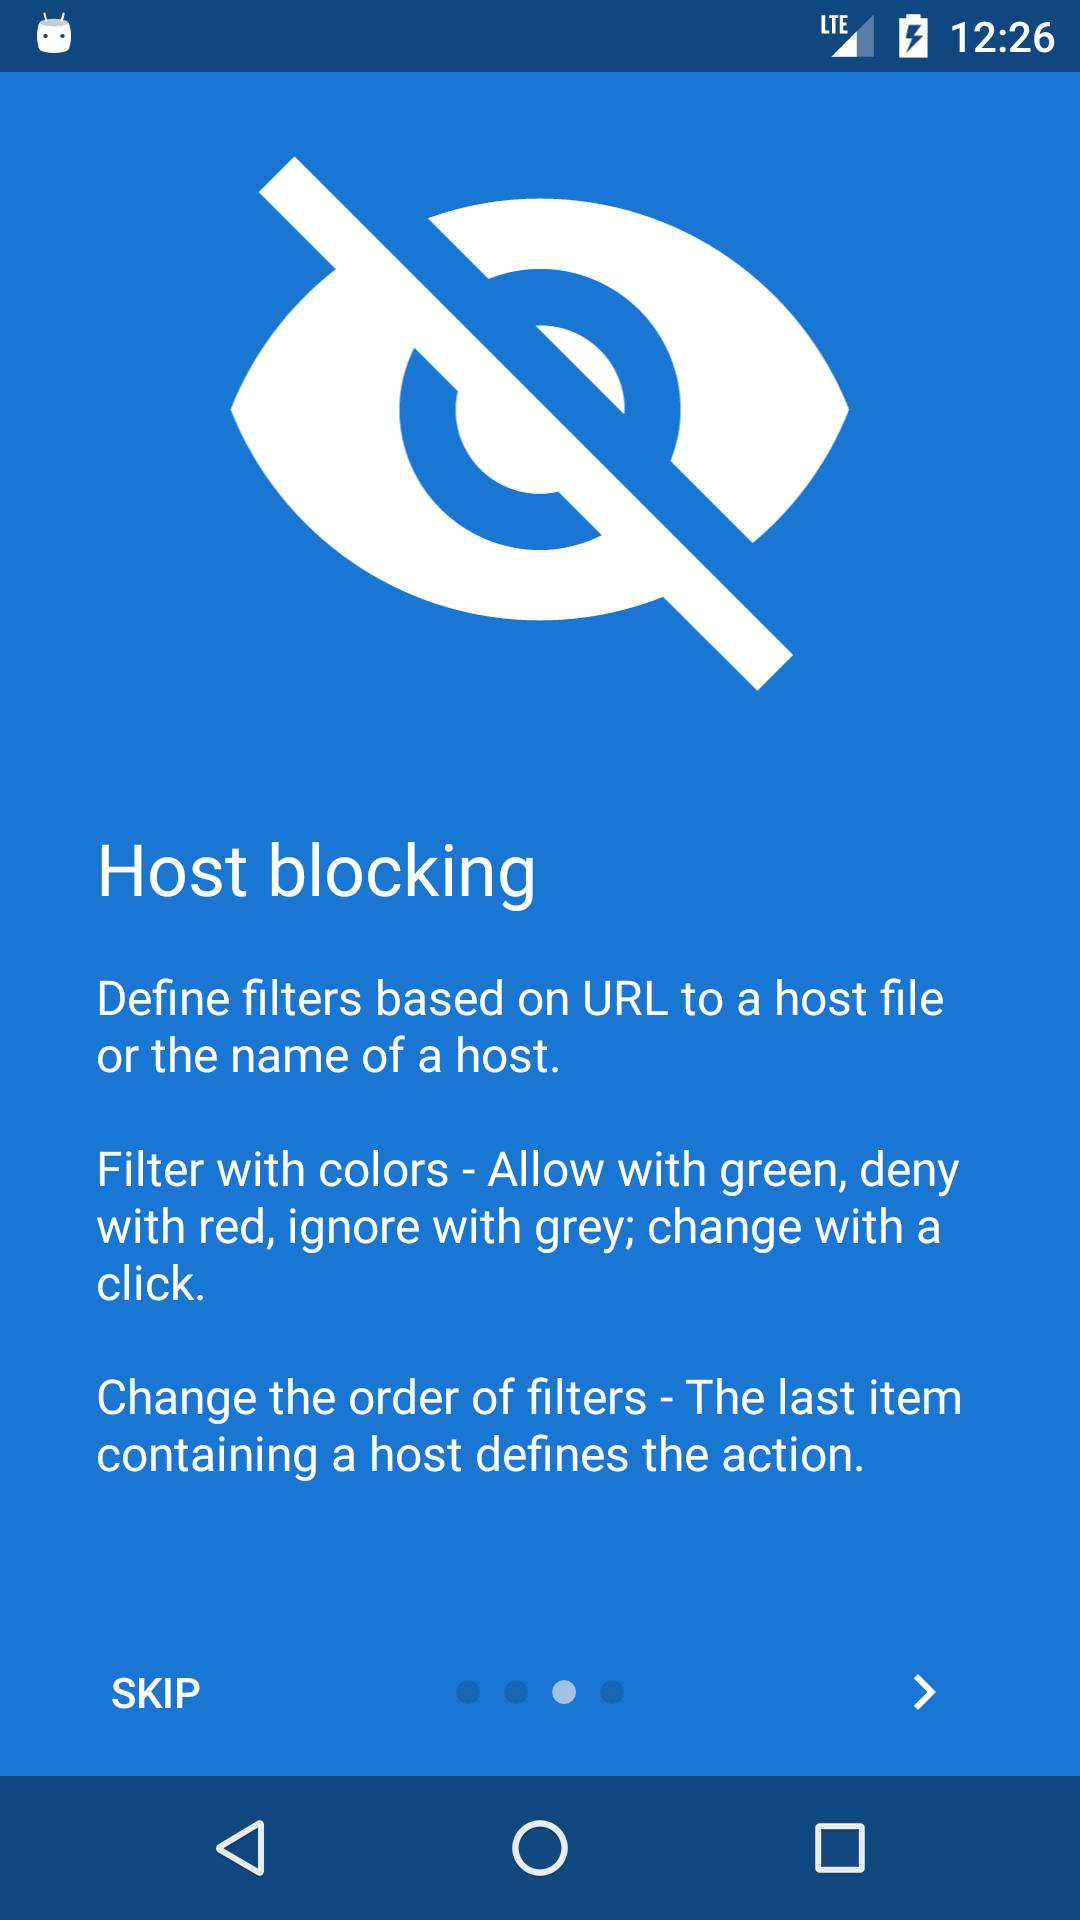 LTE 12:26
Host blocking
Define filters based on URL to a host file
or the name of a host.
Filter with colors - Allow with green, deny
with red, ignore with grey; change with a
click.
Change the order of filters - The last item
containing a host defines the action.
SKIP